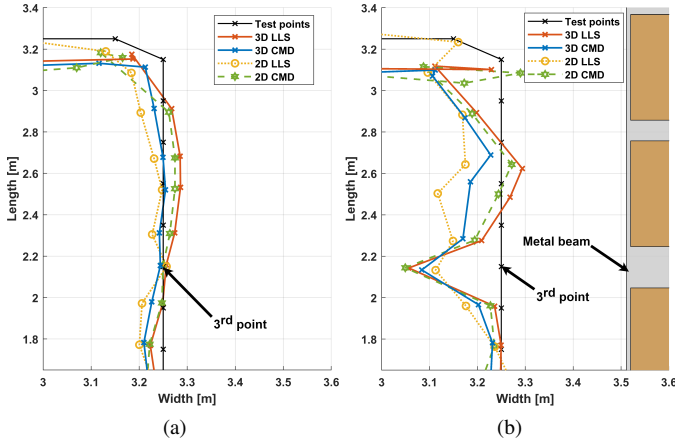 3.4
3.2
3
2.8
2.6
2.4
2.2
2
1.8
Length [m]
3
3.1
3.2
3.3
3.4
3.5
3.6
Width [m]
Test points
3D LLS
3D CMD
2D LLS
2D CMD
3rd point
(a)
3.4
3.2
3
2.8
2.6
2.4
2.2
2
1.8
Length [m]
3
3.1
3.2
3.3
3.4
3.5
3.6
Width [m]
Test points
3D LLS
3D CMD
2D LLS
2D CMD
Metal beam
3rd point
(b)